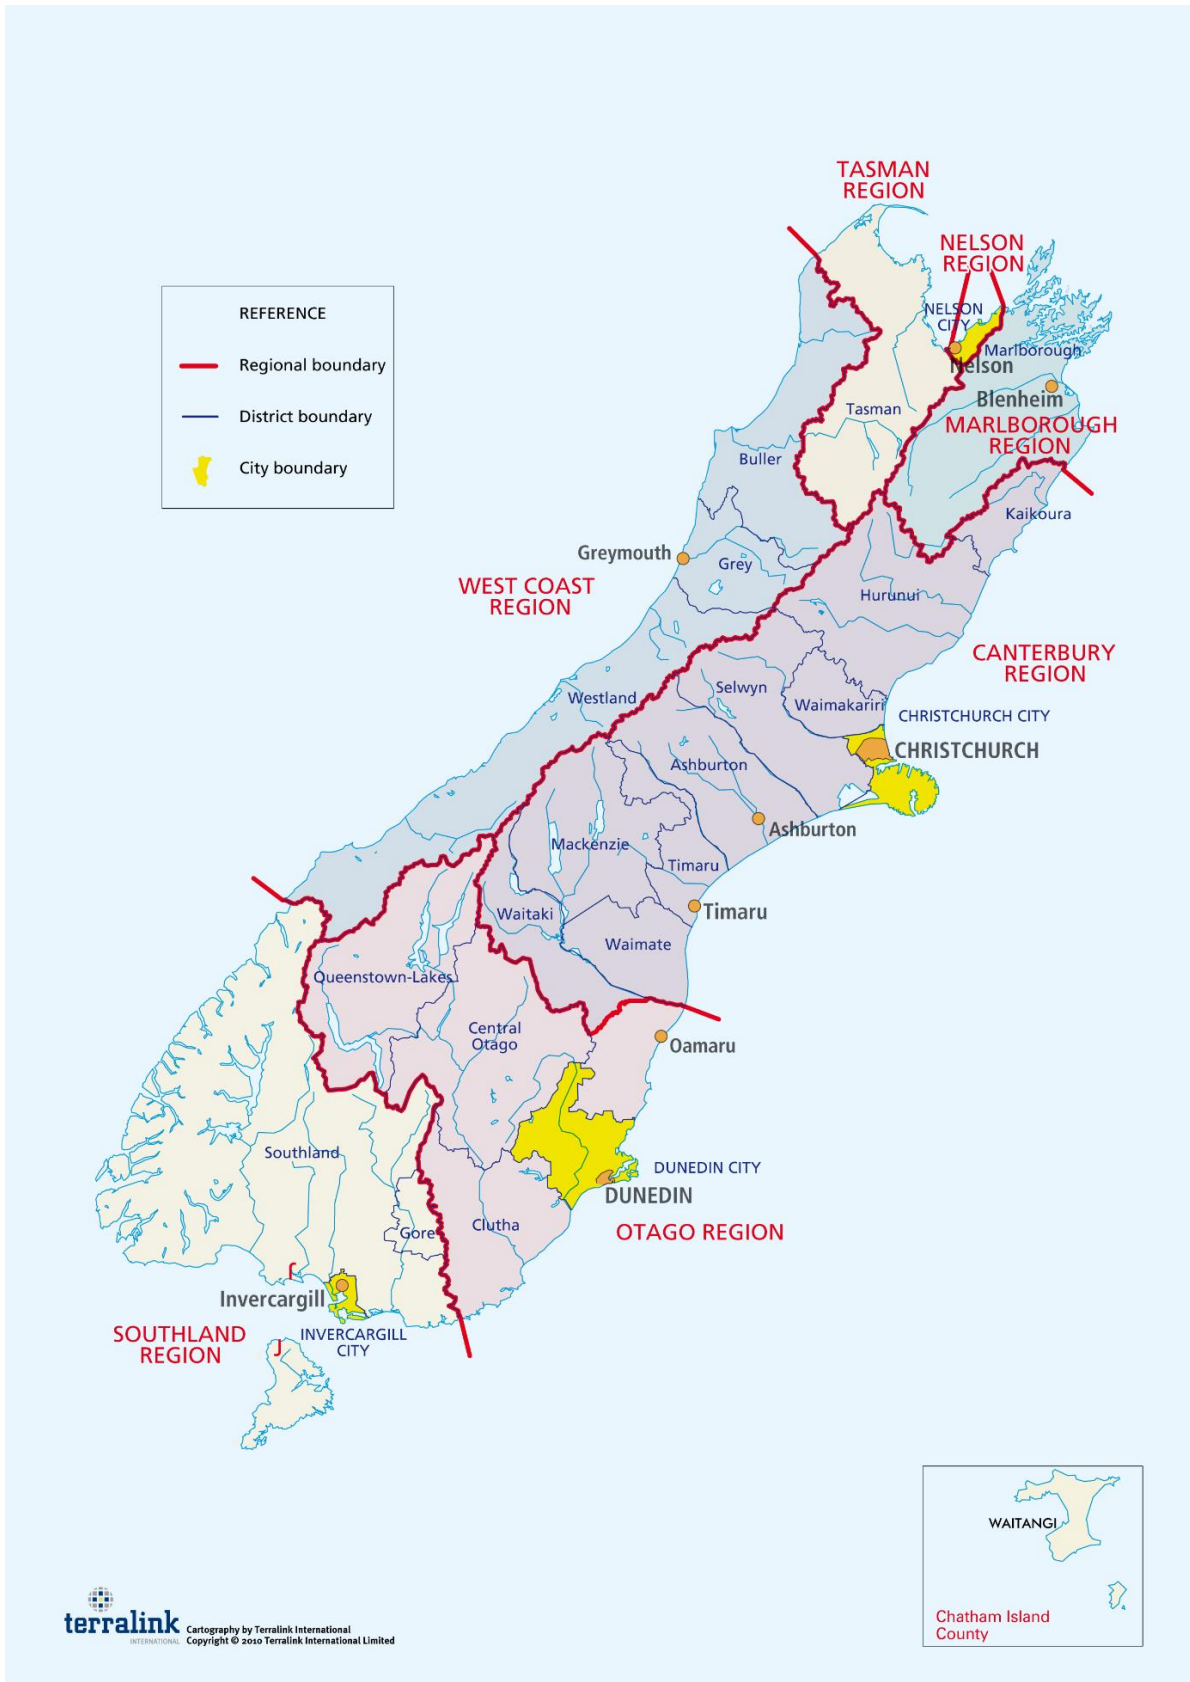 TASMAN
REGION
NELSON
REGION
REFERENCE
Regional boundary
District boundary
City boundary
NELSON
CITY
Marlborough
Nelson
Blenheim
Tasman
MARLBOROUGH
REGION
Buller
Kaikoura
Greymouth
Grey
WEST COAST
REGION
Hurunui
CANTERBURY
REGION
Selwyn
Westland
Waimakariri
CHRISTCHURCH CITY
CHRISTCHURCH
Ashburton
Ashburton
Mackenzie
Timaru
Timaru
Waitaki
Waimate
Queenstown-Lakes
Central
Otago
Oamaru
Southland
DUNEDIN CITY
DUNEDIN
Clutha
Gore
OTAGO REGION
Invercargill
SOUTHLAND
REGION
INVERCARGILL
CITY
WAITANGI
Chatham Island
County
terralink
INTERNATIONAL
Cartography by Terralink International
Copyright © 2010 Terralink International Limited